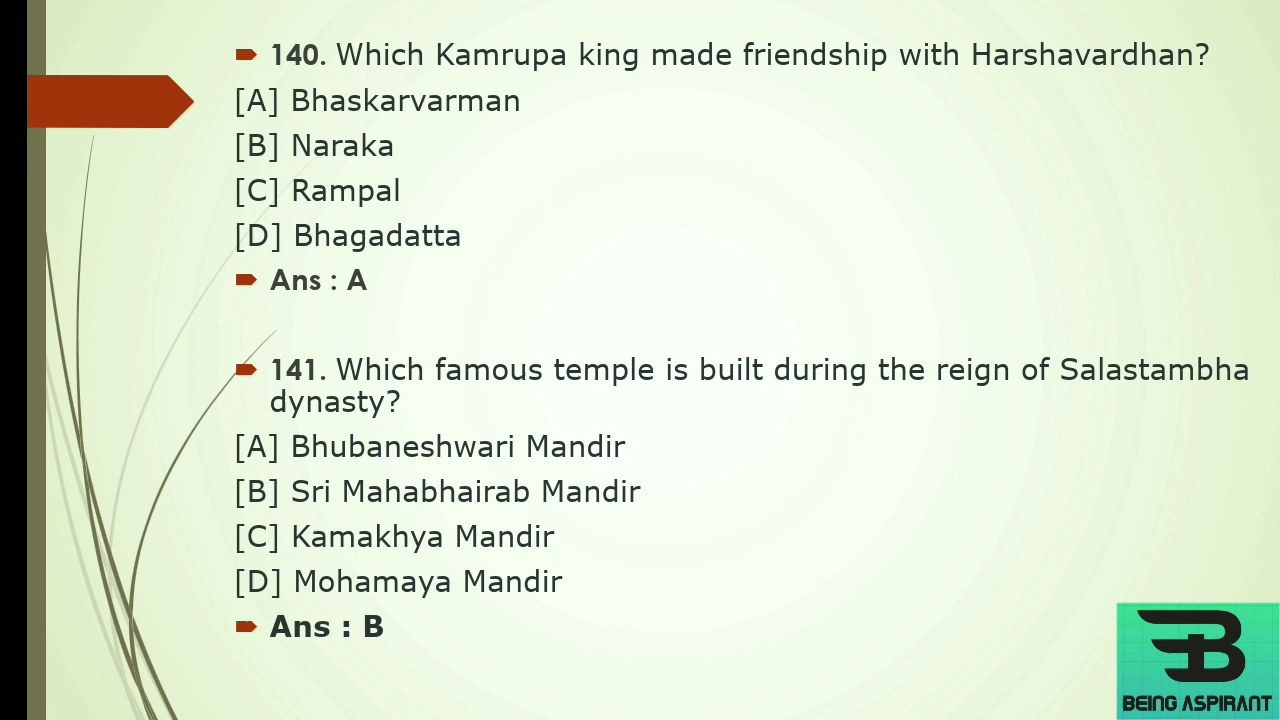 140. Which Kamrupa king made friendship with Harshavardhan?
[A] Bhaskarvarman
[B] Naraka
[C] Rampal
[D] Bhagadatta
Ans : A
141. Which famous temple is built during the reign of Salastambha
dynasty?
[A] Bhubaneshwari Mandir
[B] Sri Mahabhairab Mandir
[C] Kamakhya Mandir
[D] Mohamaya Mandir
Ans : B
BEING ASPIRANT